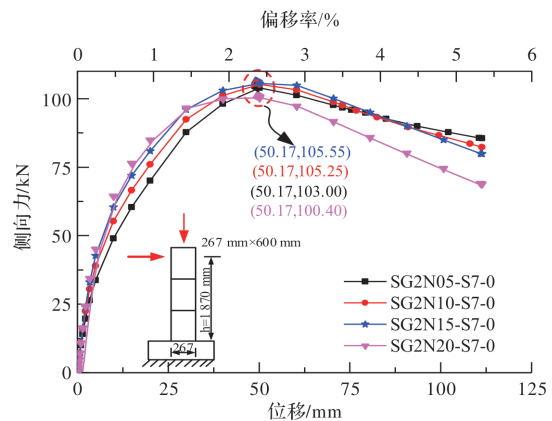 偏移率/%
0 1 2 3 4 5 6
侧向力/kN
100
75
50
25
0
(50.17,105.55)
(50.17,105.25)
(50.17,103.00)
(50.17,100.40)
267 mm×600 mm
h=1 870 mm
267
SG2N05-S7-0
SG2N10-S7-0
SG2N15-S7-0
SG2N20-S7-0
0 25 50 75 100 125
位移/mm